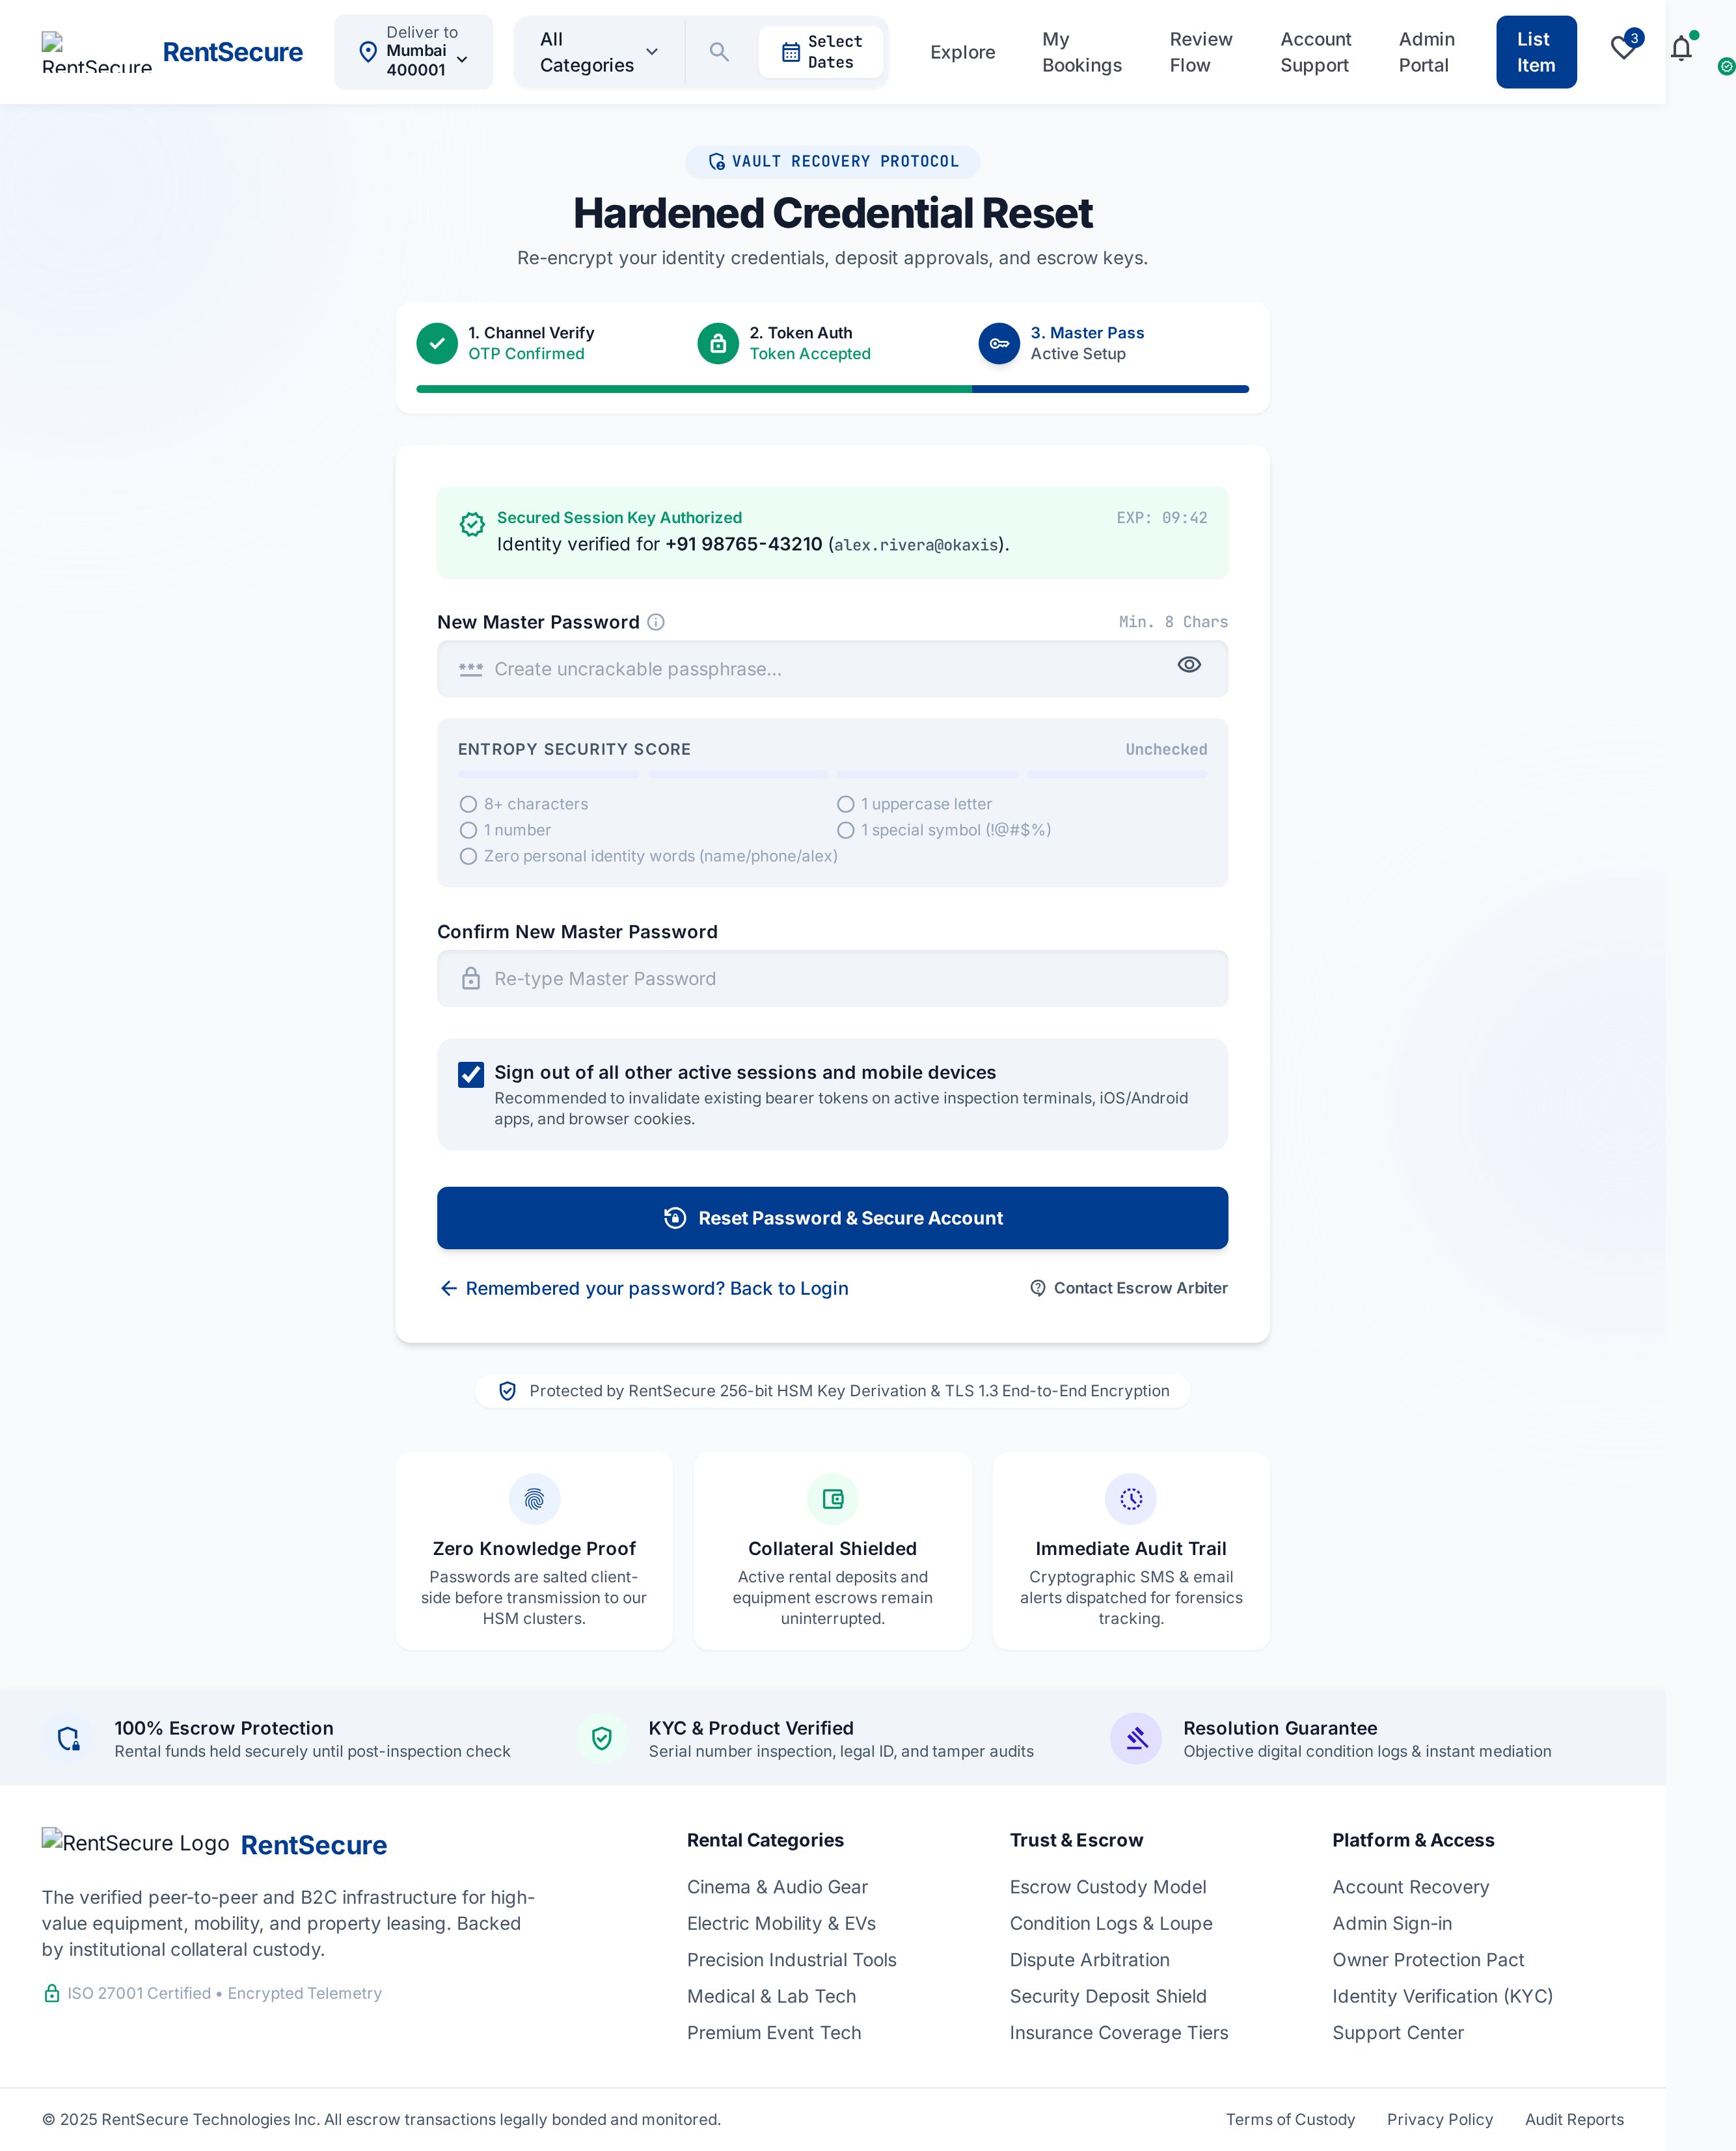 RentSecure
RentSecure
Deliver to
Mumbai
400001
All
Categories
Select
Dates
Explore
My
Bookings
Review
Flow
Account
Support
Admin
Portal
List
Item
3
VAULT RECOVERY PROTOCOL
Hardened Credential Reset
Re-encrypt your identity credentials, deposit approvals, and escrow keys.
1. Channel Verify
OTP Confirmed
2. Token Auth
Token Accepted
3. Master Pass
Active Setup
Secured Session Key Authorized
EXP: 09:42
Identity verified for +91 98765-43210 (alex.rivera@okaxis).
New Master Password
Min. 8 Chars
Create uncrackable passphrase...
ENTROPY SECURITY SCORE
Unchecked
8+ characters
1 uppercase letter
1 number
1 special symbol (!@#$%)
Zero personal identity words (name/phone/alex)
Confirm New Master Password
Re-type Master Password
Sign out of all other active sessions and mobile devices
Recommended to invalidate existing bearer tokens on active inspection terminals, iOS/Android
apps, and browser cookies.
Reset Password & Secure Account
Remembered your password? Back to Login
Contact Escrow Arbiter
Protected by RentSecure 256-bit HSM Key Derivation & TLS 1.3 End-to-End Encryption
Zero Knowledge Proof
Passwords are salted client-
side before transmission to our
HSM clusters.
Collateral Shielded
Active rental deposits and
equipment escrows remain
uninterrupted.
Immediate Audit Trail
Cryptographic SMS & email
alerts dispatched for forensics
tracking.
100% Escrow Protection
Rental funds held securely until post-inspection check
KYC & Product Verified
Serial number inspection, legal ID, and tamper audits
Resolution Guarantee
Objective digital condition logs & instant mediation
RentSecure Logo
RentSecure
The verified peer-to-peer and B2C infrastructure for high-
value equipment, mobility, and property leasing. Backed
by institutional collateral custody.
ISO 27001 Certified • Encrypted Telemetry
Rental Categories
Cinema & Audio Gear
Electric Mobility & EVs
Precision Industrial Tools
Medical & Lab Tech
Premium Event Tech
Trust & Escrow
Escrow Custody Model
Condition Logs & Loupe
Dispute Arbitration
Security Deposit Shield
Insurance Coverage Tiers
Platform & Access
Account Recovery
Admin Sign-in
Owner Protection Pact
Identity Verification (KYC)
Support Center
© 2025 RentSecure Technologies Inc. All escrow transactions legally bonded and monitored.
Terms of Custody
Privacy Policy
Audit Reports